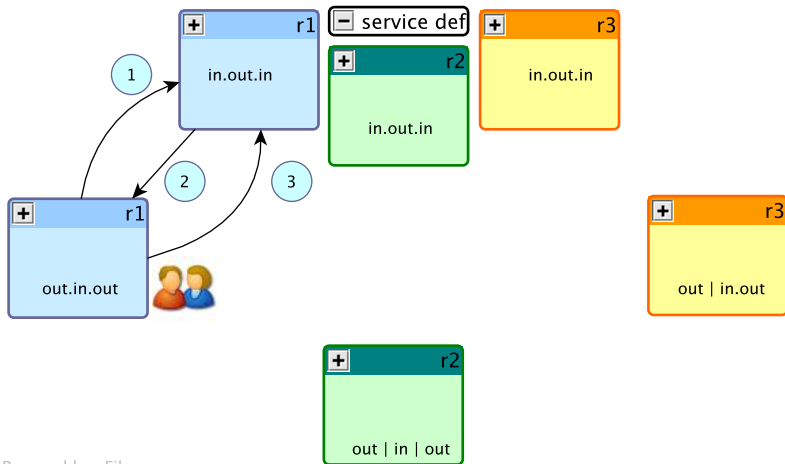 r1
in.out.in
service def
r2
in.out.in
r3
in.out.in
1
2
3
r1
out.in.out
r3
out | in.out
r2
out | in | out